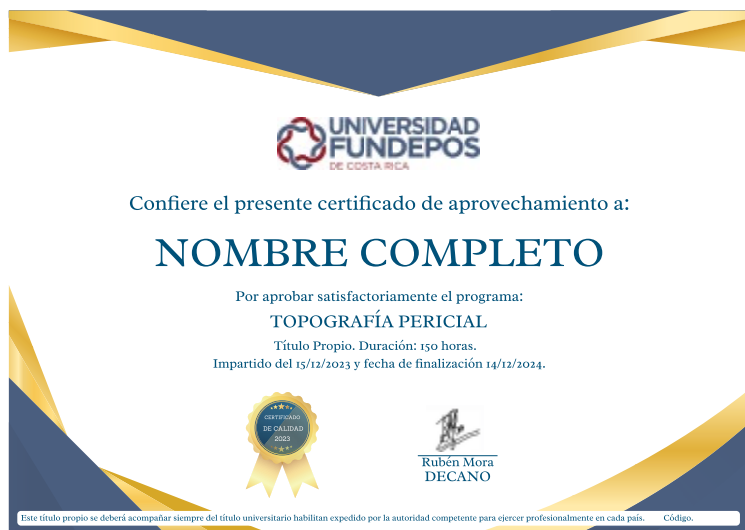 UNIVERSIDAD
FUNDEPOS
DE COSTA RICA
Confiere el presente certificado de aprovechamiento a:
NOMBRE COMPLETO
Por aprobar satisfactoriamente el programa:
TOPOGRAFÍA PERICIAL
Título Propio. Duración: 150 horas.
Impartido del 15/12/2023 y fecha de finalización 14/12/2024.
CERTIFICADO
DE CALIDAD
2023
Rubén Mora
DECANO
Este título propio se deberá acompañar siempre del título universitario habilitan expedido por la autoridad competente para ejercer profesionalmente en cada país. Código.